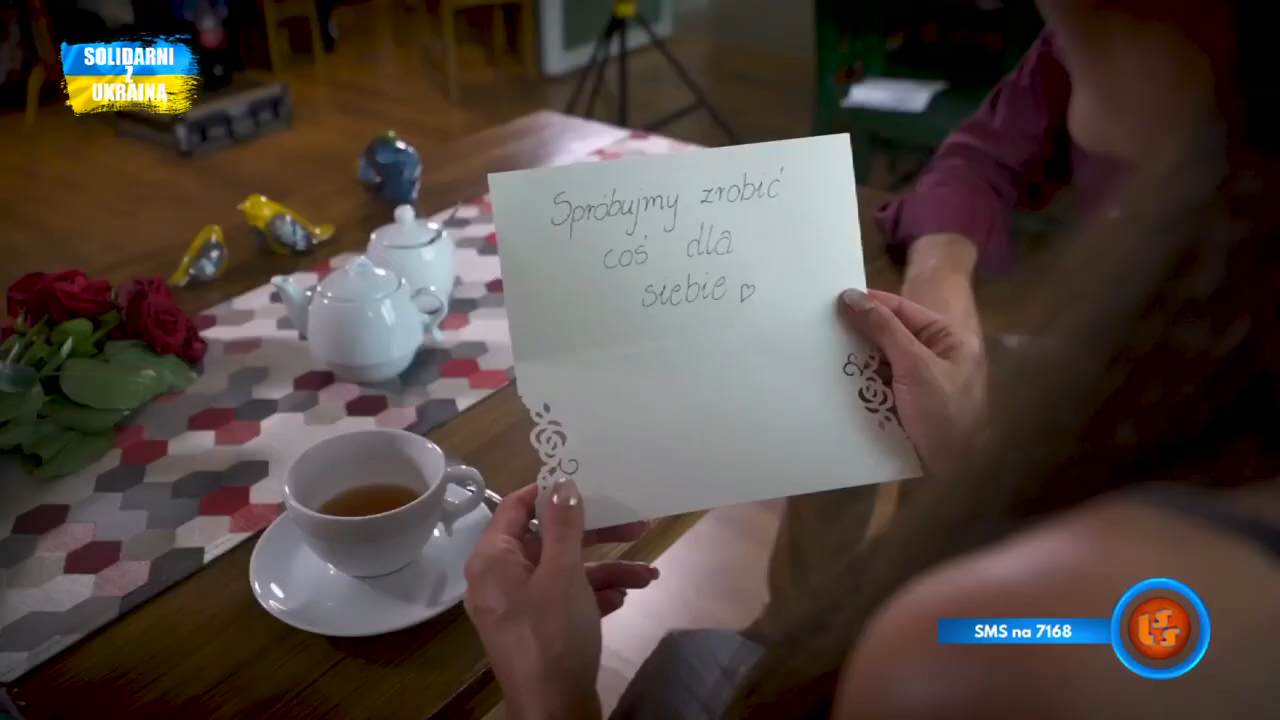 SOLIDARNI
Z
UKRAINĄ
Spróbujmy zrobić
coś dla
siebie ♡
SMS na 7168